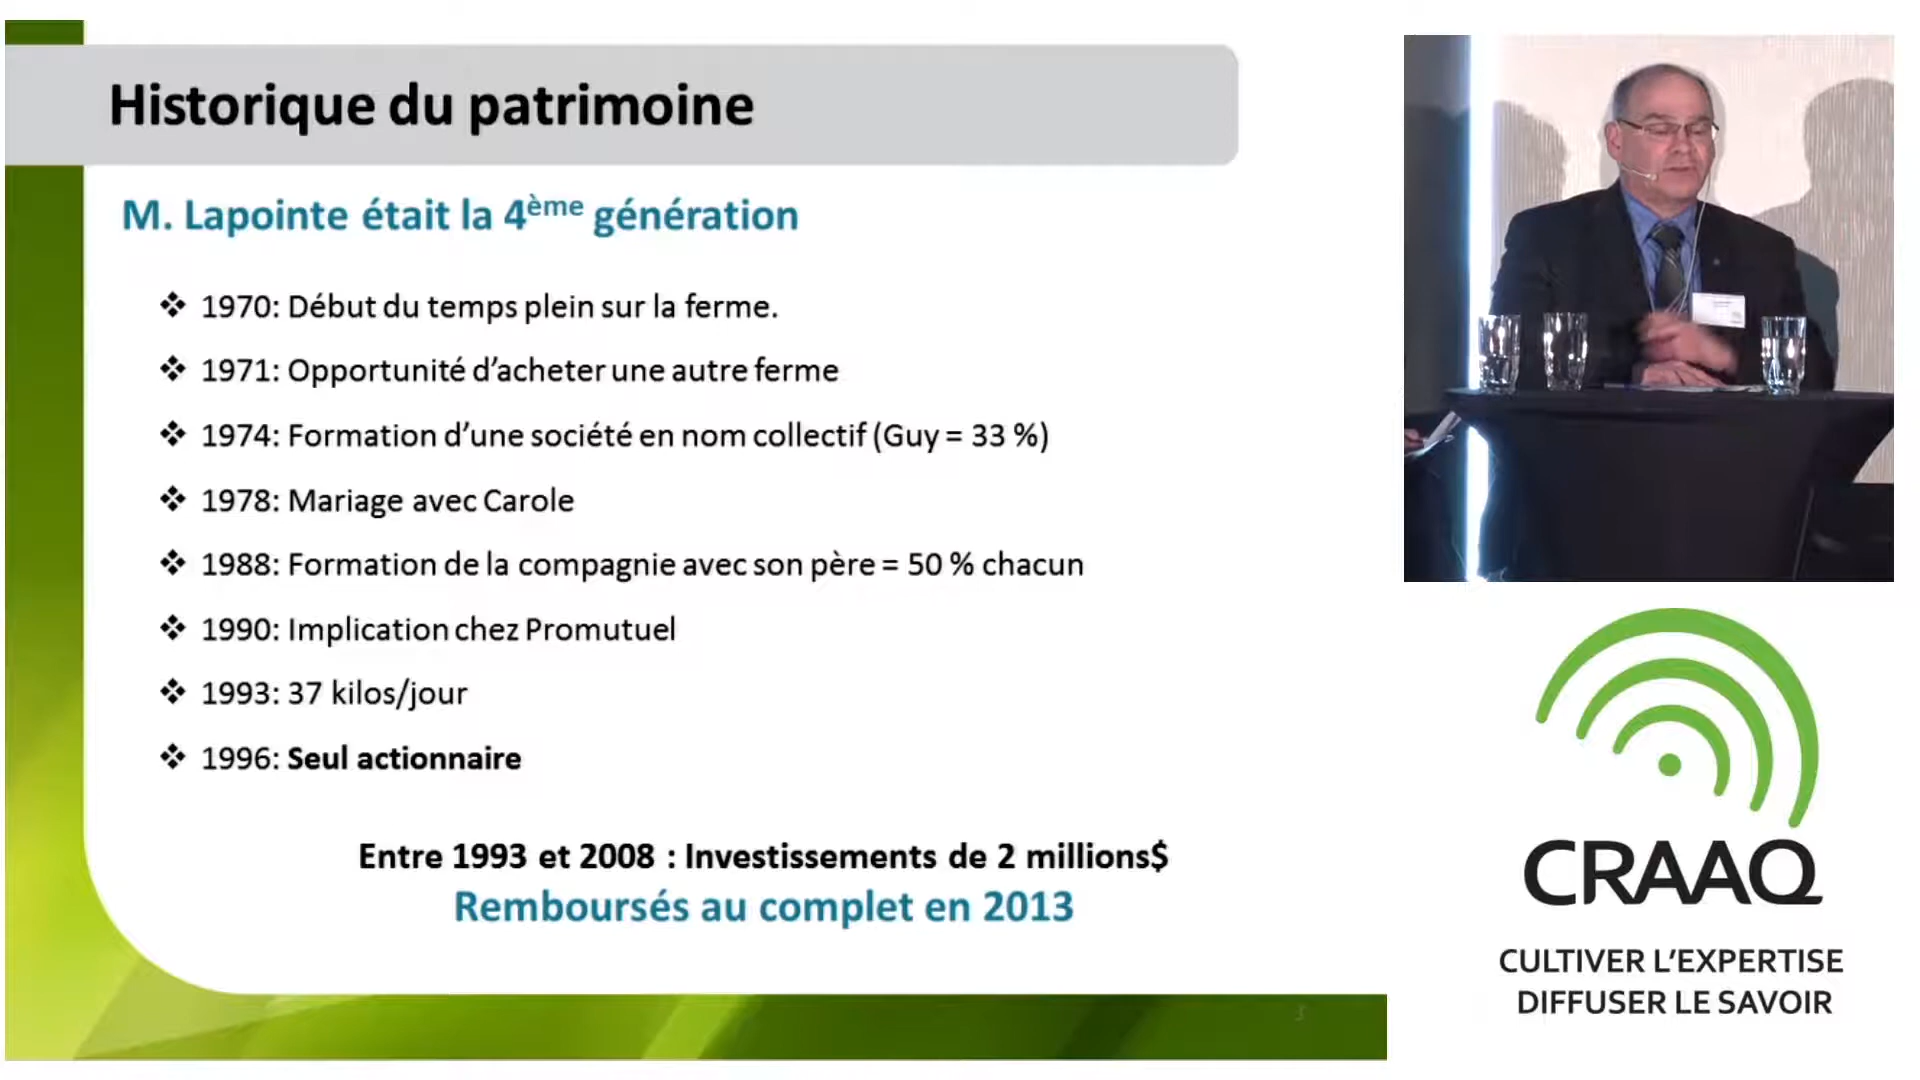 Historique du patrimoine
M. Lapointe était la 4ème génération
❖ 1970: Début du temps plein sur la ferme.
❖ 1971: Opportunité d'acheter une autre ferme
❖ 1974: Formation d'une société en nom collectif (Guy = 33 %)
❖ 1978: Mariage avec Carole
❖ 1988: Formation de la compagnie avec son père = 50 % chacun
❖ 1990: Implication chez Promutuel
❖ 1993: 37 kilos/jour
❖ 1996: Seul actionnaire
Entre 1993 et 2008 : Investissements de 2 millions$
Remboursés au complet en 2013
3
CRAAQ
CULTIVER L'EXPERTISE
DIFFUSER LE SAVOIR